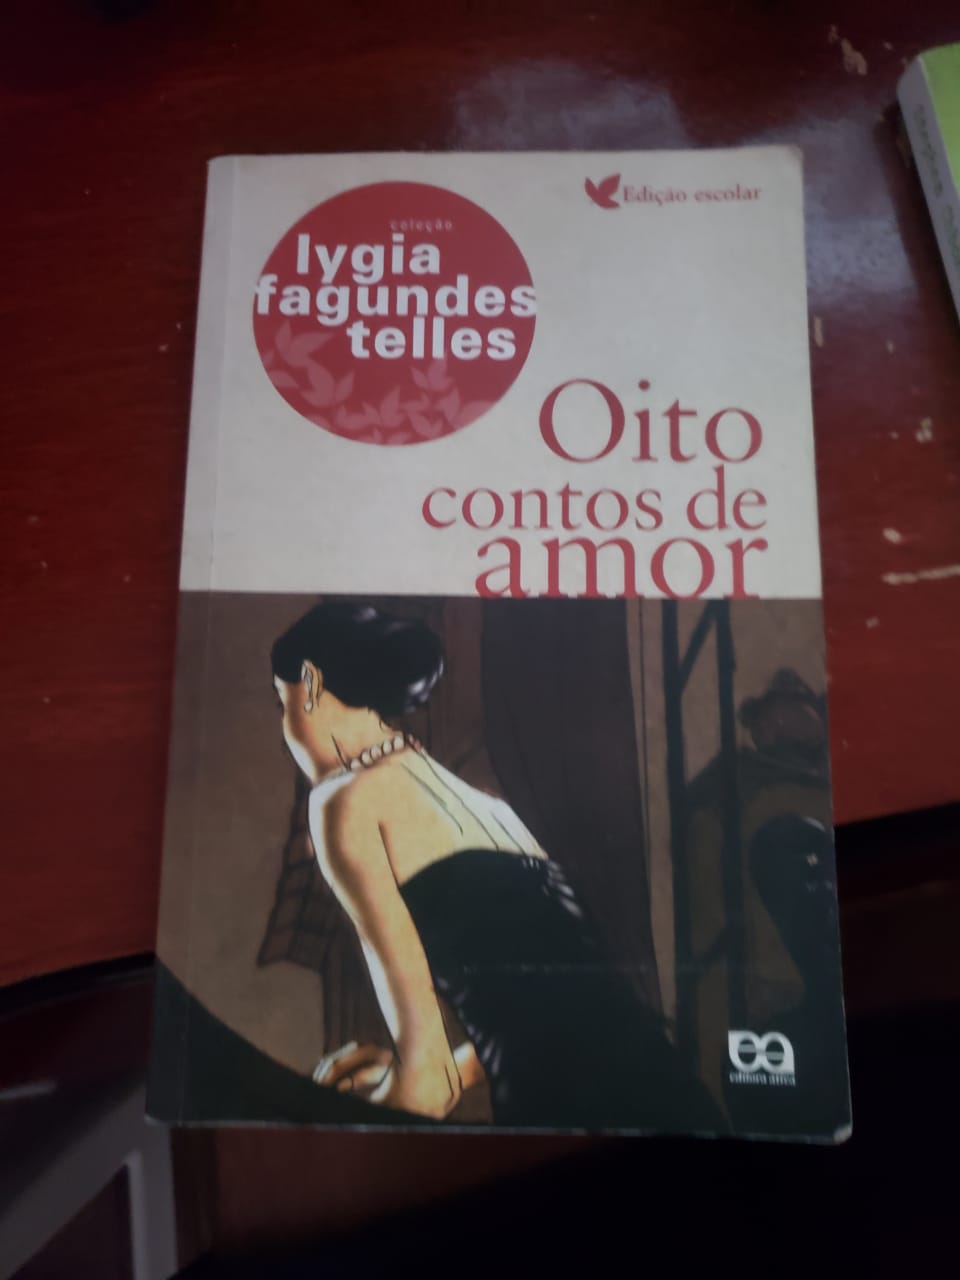 coleção
lygia
fagundes
telles
Edição escolar
Oito
contos de
amor
editora ática